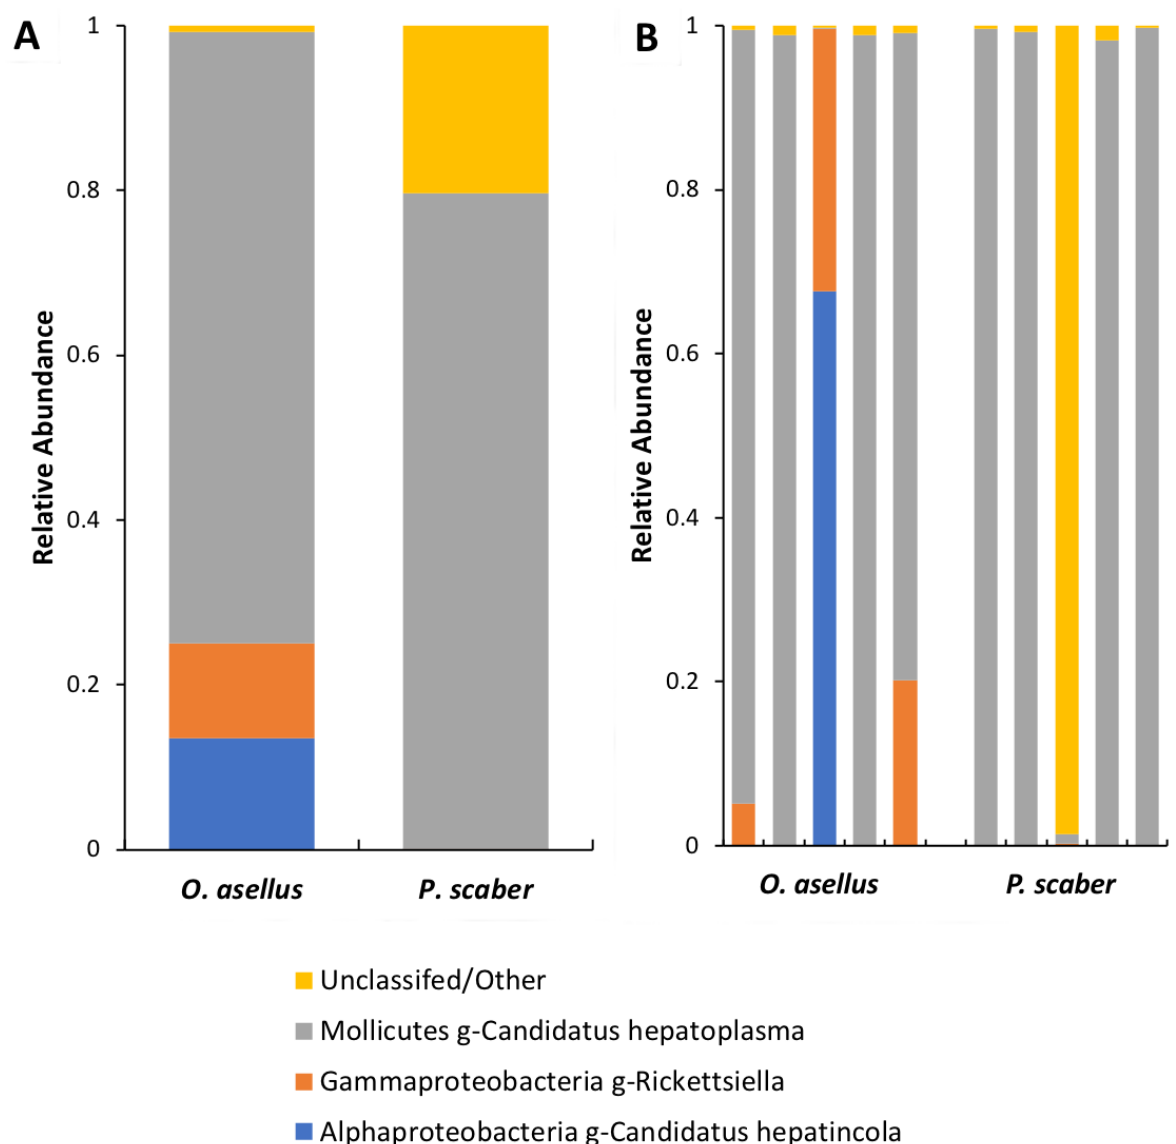 A
1
0.8
0.6
0.4
0.2
0
Relative Abundance
O. asellus
P. scaber
B
1
0.8
0.6
0.4
0.2
0
Relative Abundance
O. asellus
P. scaber
Unclassifed/Other
Mollicutes g-Candidatus hepatoplasma
Gammaproteobacteria g-Rickettsiella
Alphaproteobacteria g-Candidatus hepatincola